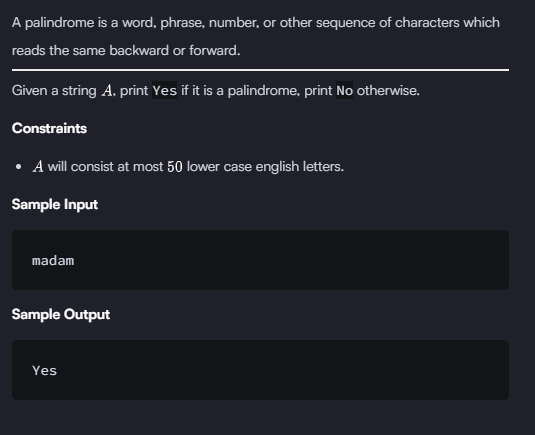 A palindrome is a word, phrase, number, or other sequence of characters which
reads the same backward or forward.
Given a string A, print Yes if it is a palindrome, print No otherwise.
Constraints
• A will consist at most 50 lower case english letters.
Sample Input
madam
Sample Output
Yes